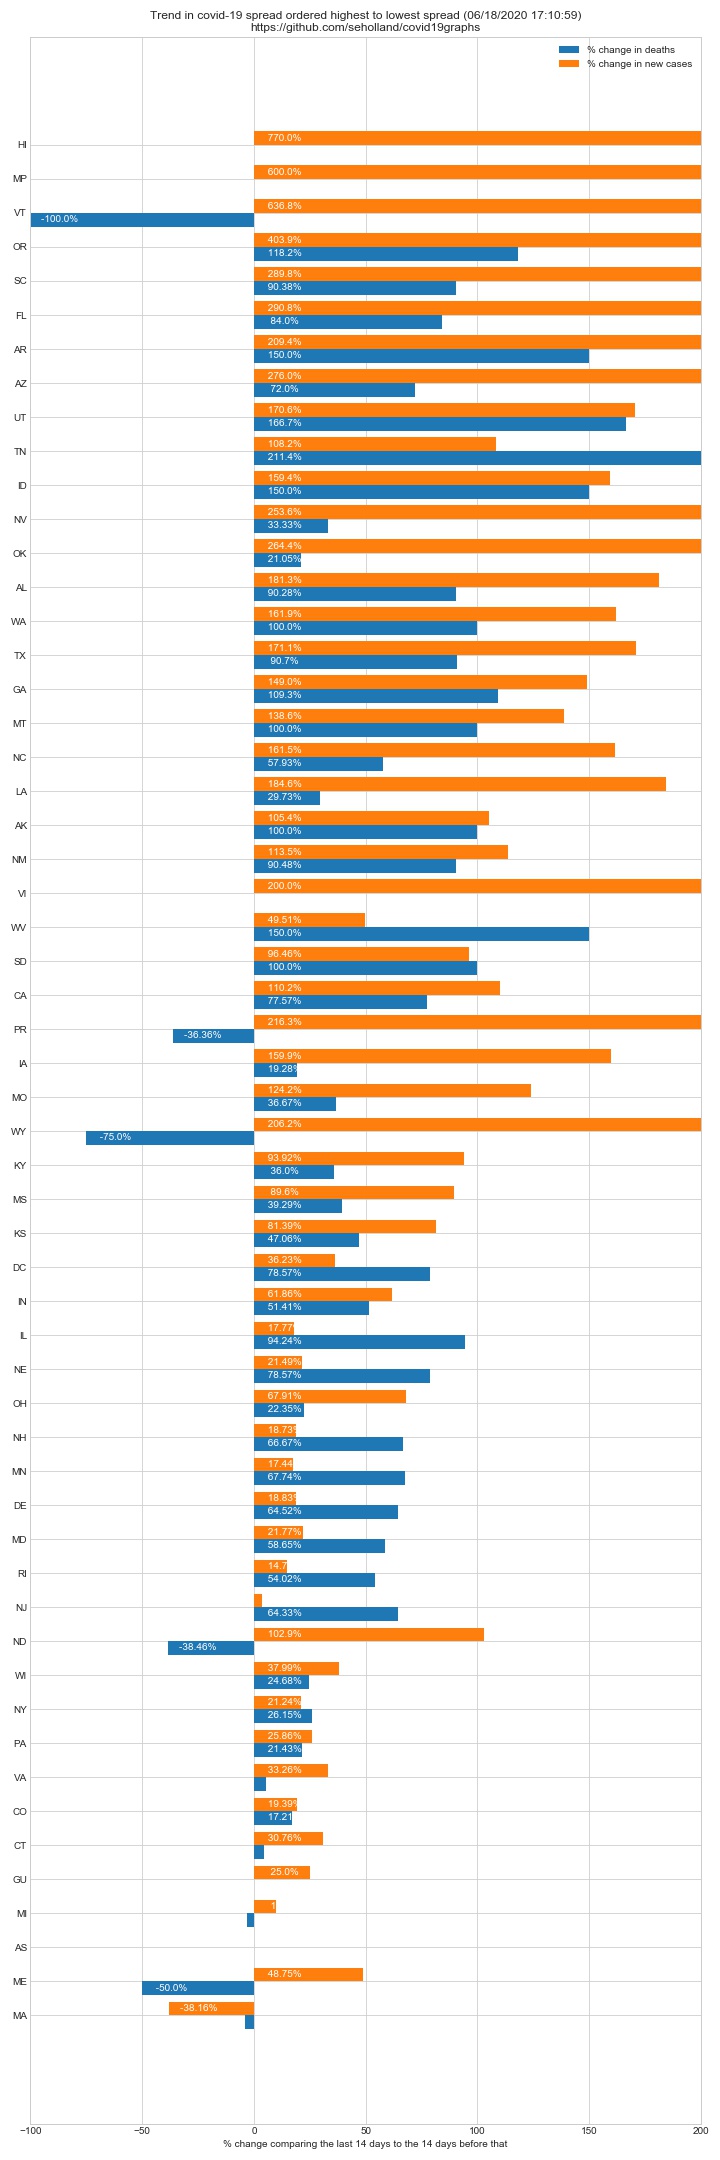 Trend in covid-19 spread ordered highest to lowest spread (06/18/2020 17:10:59)
https://github.com/seholland/covid19graphs
% change in deaths
% change in new cases
HI
770.0%
MP
600.0%
VT
636.8%
-100.0%
OR
403.9%
118.2%
SC
289.8%
90.38%
FL
290.8%
84.0%
AR
209.4%
150.0%
AZ
276.0%
72.0%
UT
170.6%
166.7%
TN
108.2%
211.4%
ID
159.4%
150.0%
NV
253.6%
33.33%
OK
264.4%
21.05%
AL
181.3%
90.28%
WA
161.9%
100.0%
TX
171.1%
90.7%
GA
149.0%
109.3%
MT
138.6%
100.0%
NC
161.5%
57.93%
LA
184.6%
29.73%
AK
105.4%
100.0%
NM
113.5%
90.48%
VI
200.0%
WV
49.51%
150.0%
SD
96.46%
100.0%
CA
110.2%
77.57%
PR
216.3%
-36.36%
IA
159.9%
19.28%
MO
124.2%
36.67%
WY
206.2%
-75.0%
KY
93.92%
36.0%
MS
89.6%
39.29%
KS
81.39%
47.06%
DC
36.23%
78.57%
IN
61.86%
51.41%
IL
17.77%
94.24%
NE
21.49%
78.57%
OH
67.91%
22.35%
NH
18.73%
66.67%
MN
17.44
67.74%
DE
18.83%
64.52%
MD
21.77%
58.65%
RI
14.7
54.02%
NJ
64.33%
ND
102.9%
-38.46%
WI
37.99%
24.68%
NY
21.24%
26.15%
PA
25.86%
21.43%
VA
33.26%
CO
19.39%
17.21
CT
30.76%
GU
25.0%
MI
AS
ME
48.75%
-50.0%
MA
-38.16%
−100 −50 0 50 100 150 200
% change comparing the last 14 days to the 14 days before that